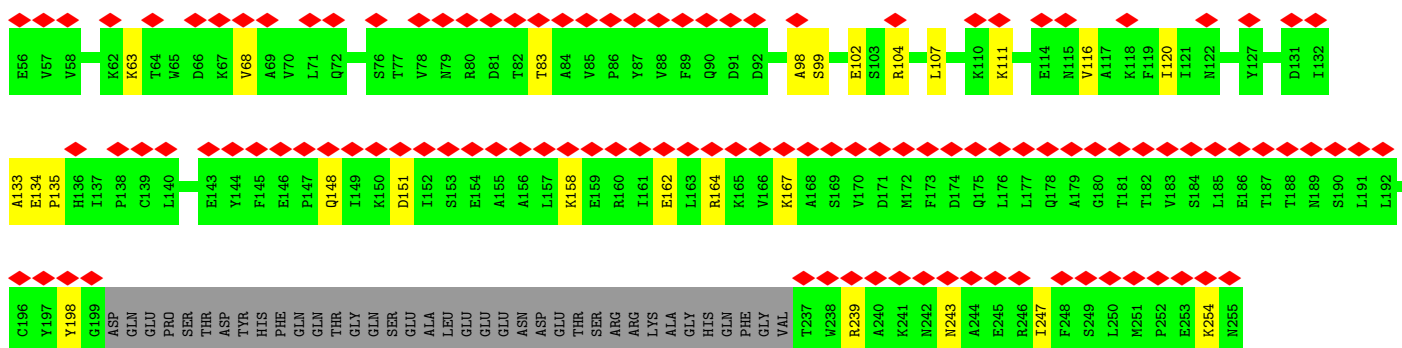 E56 V57 V58 K62 K63 T64 W65 D66 K67 V68 A69 V70 L71 Q72 S76 T77 V78 N79 R80 D81 T82 T83 A84 V85 P86 Y87 V88 F89 Q90 D91 D92 A98 S99 E102 S103 R104 L107 K110 K111 E114 N115 V116 A117 K118 F119 I120 I121 N122 Y127 D131 I132
A133 E134 P135 H136 I137 P138 C139 L140 E143 Y144 F145 E146 P147 Q148 I149 K150 D151 I152 S153 E154 A155 A156 L157 K158 E159 R160 I161 E162 L163 R164 K165 V166 K167 A168 S169 V170 D171 M172 F173 D174 Q175 L176 L177 Q178 A179 G180 T181 T182 V183 S184 L185 E186 T187 T188 N189 S190 L191 L192
C196 Y197 Y198 G199 ASP GLN GLU PRO SER THR ASP TYR HIS PHE GLN GLN THR GLY GLN SER GLU ALA LEU GLU GLU GLU ASN ASP GLU THR SER ARG ARG LYS ALA GLY HIS GLN PHE GLY VAL T237 W238 R239 A240 K241 N242 N243 A244 E245 R246 I247 F248 S249 L250 M251 P252 E253 K254 N255